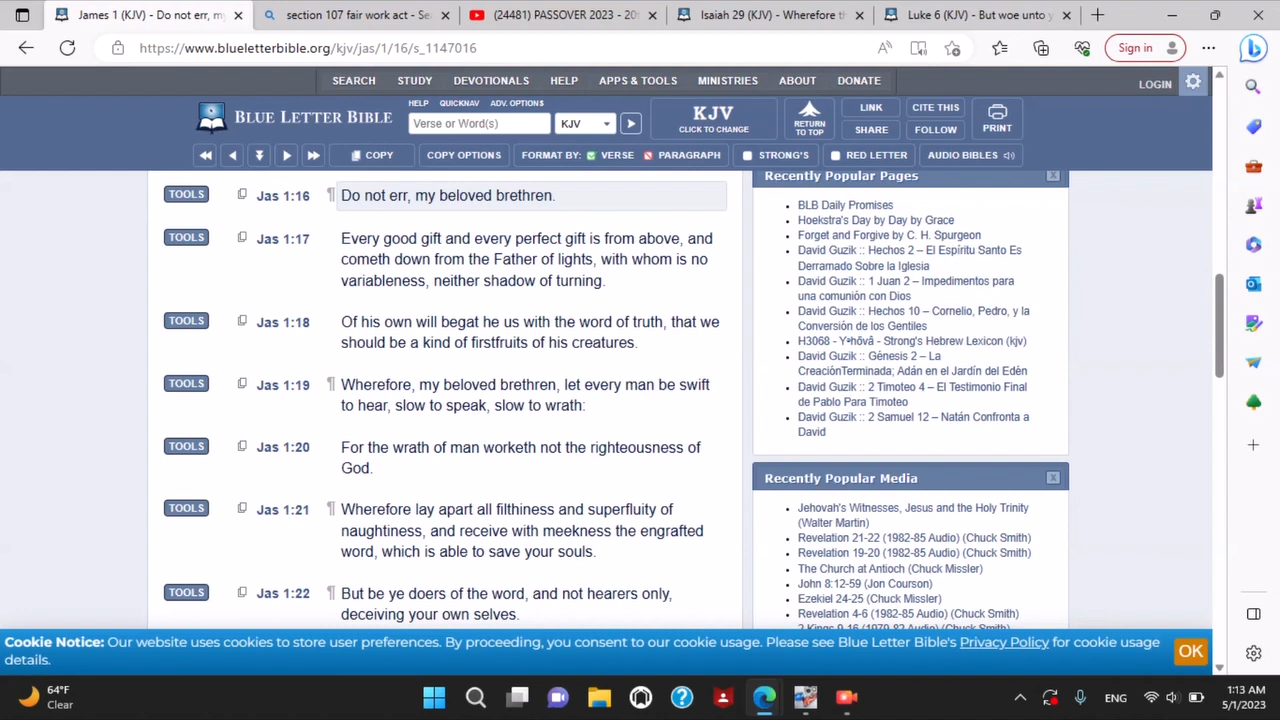 James 1 (KJV) - Do not err, my
section 107 fair work act - Se
(24481) PASSOVER 2023 - 20
Isaiah 29 (KJV) - Wherefore th
Luke 6 (KJV) - But woe unto y
https://www.blueletterbible.org/kjv/jas/1/16/s_1147016
Sign in
SEARCH STUDY DEVOTIONALS HELP APPS & TOOLS MINISTRIES ABOUT DONATE
LOGIN
HELP QUICKNAV ADV. OPTIONS
BLUE LETTER BIBLE
Verse or Word(s)
KJV
KJV
CLICK TO CHANGE
RETURN
TO TOP
LINK
CITE THIS
SHARE
FOLLOW
PRINT
COPY
COPY OPTIONS
FORMAT BY: VERSE PARAGRAPH
STRONG'S
RED LETTER
AUDIO BIBLES
TOOLS Jas 1:16 ¶ Do not err, my beloved brethren.
TOOLS Jas 1:17 Every good gift and every perfect gift is from above, and
cometh down from the Father of lights, with whom is no
variableness, neither shadow of turning.
TOOLS Jas 1:18 Of his own will begat he us with the word of truth, that we
should be a kind of firstfruits of his creatures.
TOOLS Jas 1:19 ¶ Wherefore, my beloved brethren, let every man be swift
to hear, slow to speak, slow to wrath:
TOOLS Jas 1:20 For the wrath of man worketh not the righteousness of
God.
TOOLS Jas 1:21 ¶ Wherefore lay apart all filthiness and superfluity of
naughtiness, and receive with meekness the engrafted
word, which is able to save your souls.
TOOLS Jas 1:22 ¶ But be ye doers of the word, and not hearers only,
deceiving your own selves.
Recently Popular Pages
BLB Daily Promises
Hoekstra's Day by Day by Grace
Forget and Forgive by C. H. Spurgeon
David Guzik :: Hechos 2 – El Espíritu Santo Es
Derramado Sobre la Iglesia
David Guzik :: 1 Juan 2 – Impedimentos para
una comunión con Dios
David Guzik :: Hechos 10 – Cornelio, Pedro, y la
Conversión de los Gentiles
H3068 - Yᵊhōvâ - Strong's Hebrew Lexicon (kjv)
David Guzik :: Génesis 2 – La
CreaciónTerminada; Adán en el Jardín del Edén
David Guzik :: 2 Timoteo 4 – El Testimonio Final
de Pablo Para Timoteo
David Guzik :: 2 Samuel 12 – Natán Confronta a
David
Recently Popular Media
Jehovah's Witnesses, Jesus and the Holy Trinity
(Walter Martin)
Revelation 21-22 (1982-85 Audio) (Chuck Smith)
Revelation 19-20 (1982-85 Audio) (Chuck Smith)
The Church at Antioch (Chuck Missler)
John 8:12-59 (Jon Courson)
Ezekiel 24-25 (Chuck Missler)
Revelation 4-6 (1982-85 Audio) (Chuck Smith)
2 Kings 9-16 (1979-82 Audio) (Chuck Smith)
Cookie Notice: Our website uses cookies to store user preferences. By proceeding, you consent to our cookie usage. Please see Blue Letter Bible's Privacy Policy for cookie usage
details.
OK
64°F
Clear
ENG
1:13 AM
5/1/2023